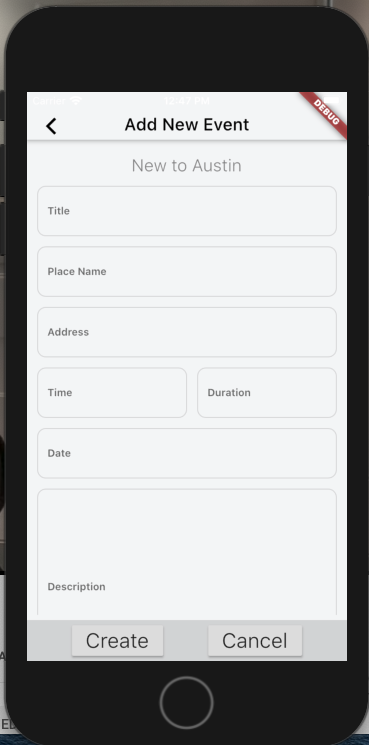 12:47 PM
DEBUG
Add New Event
New to Austin
Title
Place Name
Address
Time
Duration
Date
Description
Create
Cancel